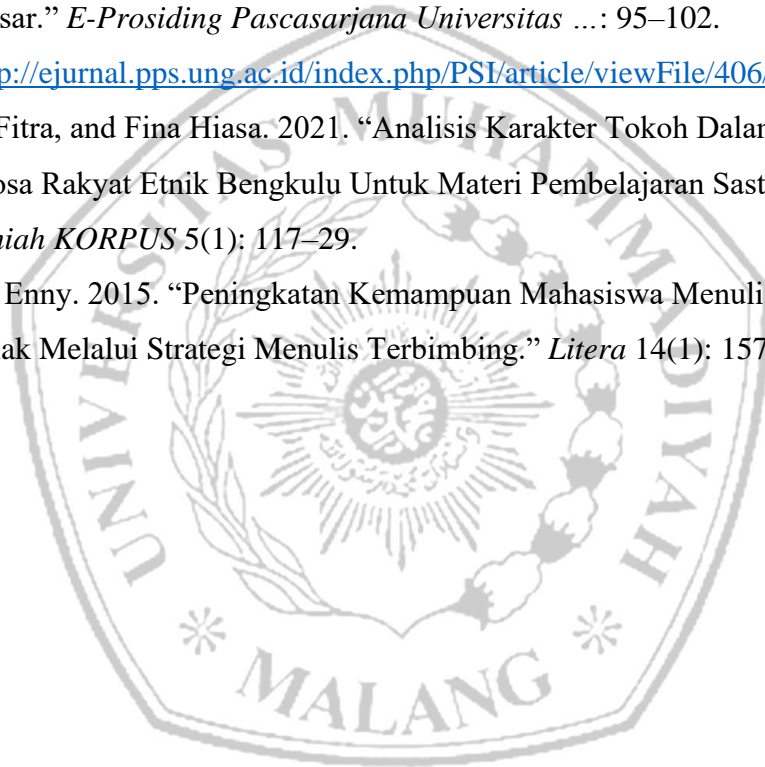 sar.” E-Prosiding Pascasarjana Universitas …: 95–102.
p://ejurnal.pps.ung.ac.id/index.php/PSI/article/viewFile/406/
Fitra, and Fina Hiasa. 2021. “Analisis Karakter Tokoh Dalam
osa Rakyat Etnik Bengkulu Untuk Materi Pembelajaran Sast
niah KORPUS 5(1): 117–29.
Enny. 2015. “Peningkatan Kemampuan Mahasiswa Menuli
ak Melalui Strategi Menulis Terbimbing.” Litera 14(1): 157
UNIVERSITAS MUHAMMADIYAH
MALANG